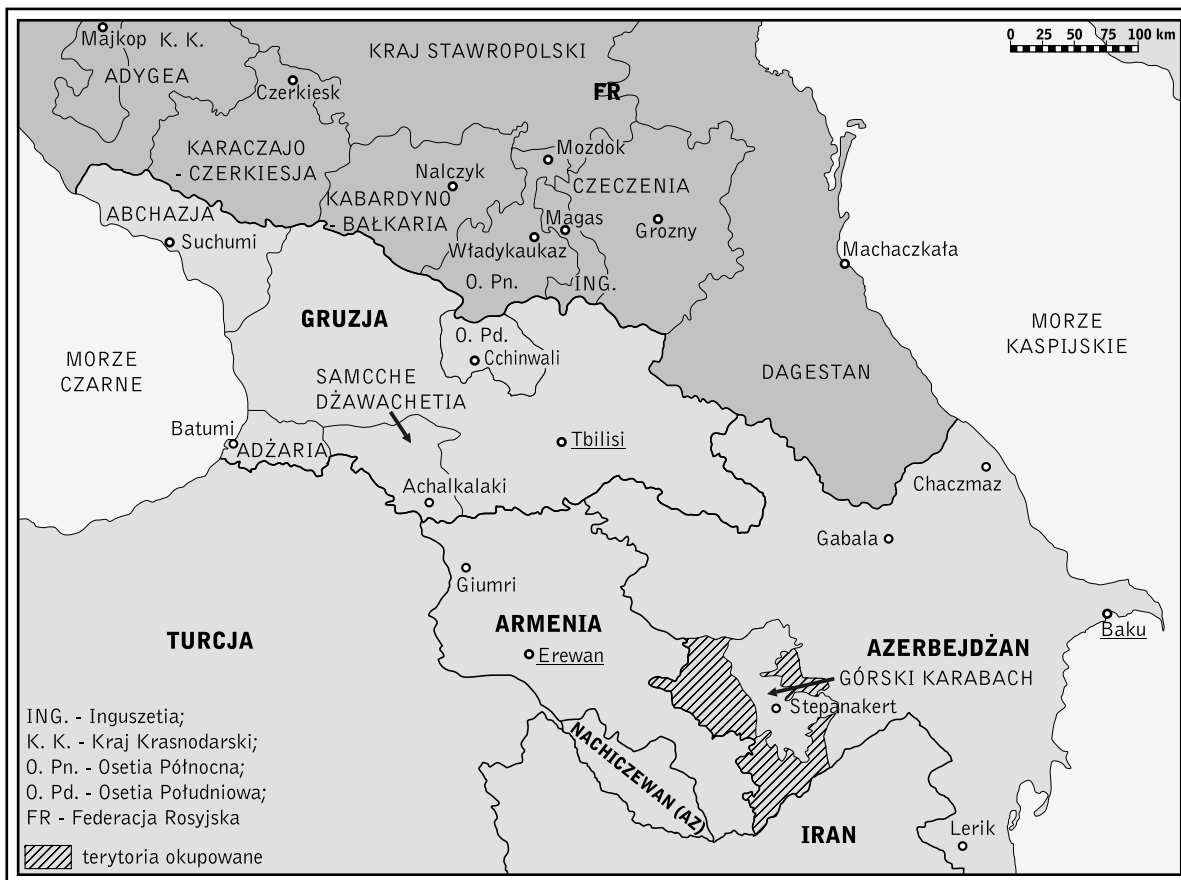 Majkop K. K.
ADYGEA
KRAJ STAWROPOLSKI
0 25 50 75 100 km
Czerkiesk
FR
KARACZAJO
- CZERKIESJA
Mozdok
Nalczyk
CZECZENIA
KABARDYNO
- BAŁKARIA
ABCHAZJA
Magas
Grozny
Suchumi
Władykaukaz
Machaczkała
O. Pn.
ING.
GRUZJA
O. Pd.
Cchinwali
MORZE
KASPIJSKIE
MORZE
CZARNE
SAMCCHE
DŻAWACHETIA
DAGESTAN
Batumi
ADŻARIA
Tbilisi
Achalkalaki
Chaczmaz
Gabala
Giumri
ARMENIA
TURCJA
Erewan
AZERBEJDŻAN
Baku
GÓRSKI KARABACH
Stepanakert
NACHICZEWAN (AZ)
IRAN
Lerik
ING. - Inguszetia;
K. K. - Kraj Krasnodarski;
O. Pn. - Osetia Północna;
O. Pd. - Osetia Południowa;
FR - Federacja Rosyjska
terytoria okupowane